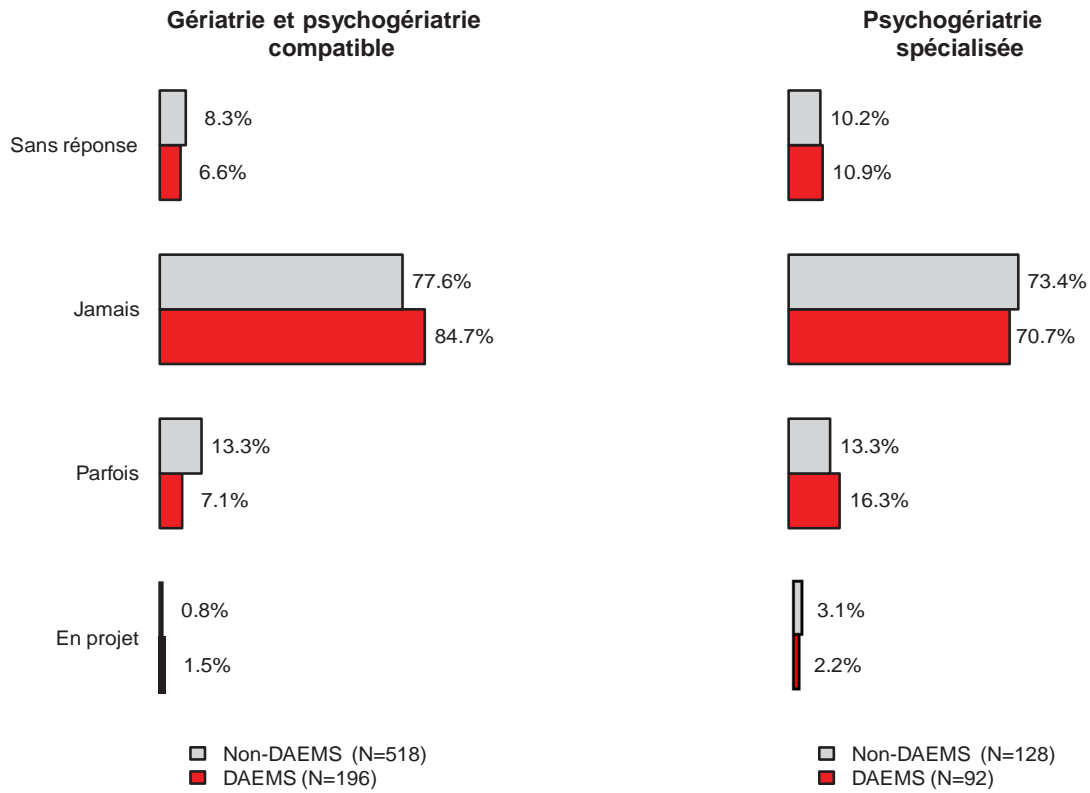 Gériatrie et psychogériatrie
compatible
Psychogériatrie
spécialisée
Sans réponse
8.3%
6.6%
10.2%
10.9%
Jamais
77.6%
84.7%
73.4%
70.7%
Parfois
13.3%
7.1%
13.3%
16.3%
En projet
0.8%
1.5%
3.1%
2.2%
Non-DAEMS (N=518)
DAEMS (N=196)
Non-DAEMS (N=128)
DAEMS (N=92)